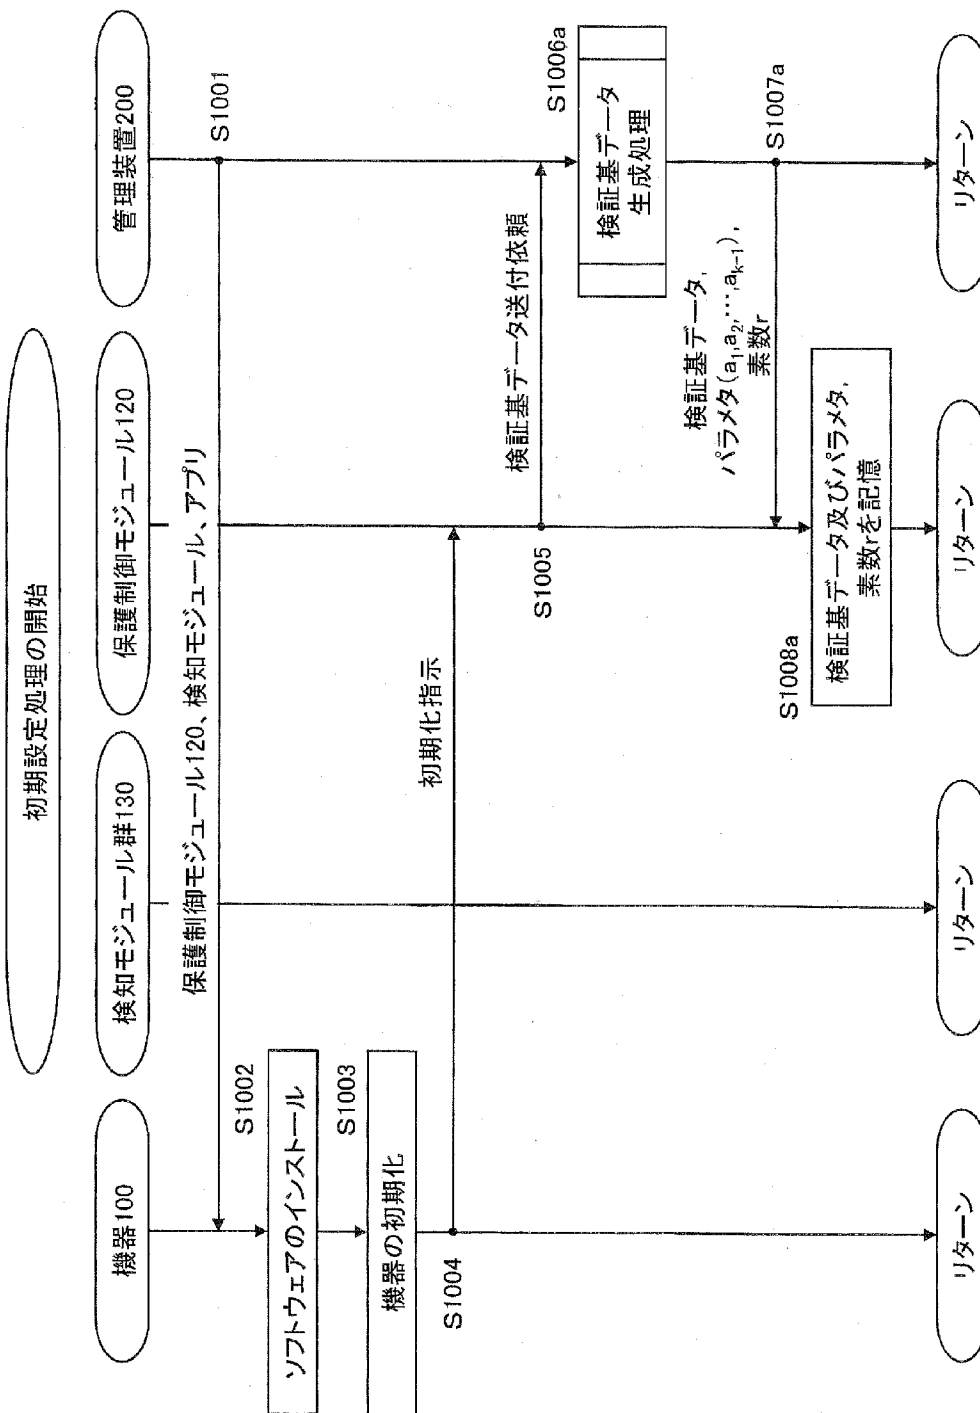 初期設定処理の開始
機器100
検知モジュール群130
保護制御モジュール120
管理装置200
S1001
保護制御モジュール120、検知モジュール、アプリ
S1002
ソフトウェアのインストール
S1003
機器の初期化
S1004
初期化指示
S1005
検証基データ送付依頼
S1006a
検証基データ
生成処理
S1007a
検証基データ,
パラメタ(a1,a2,…,ak-1),
素数r
S1008a
検証基データ及びパラメタ,
素数rを記憶
リターン
リターン
リターン
リターン